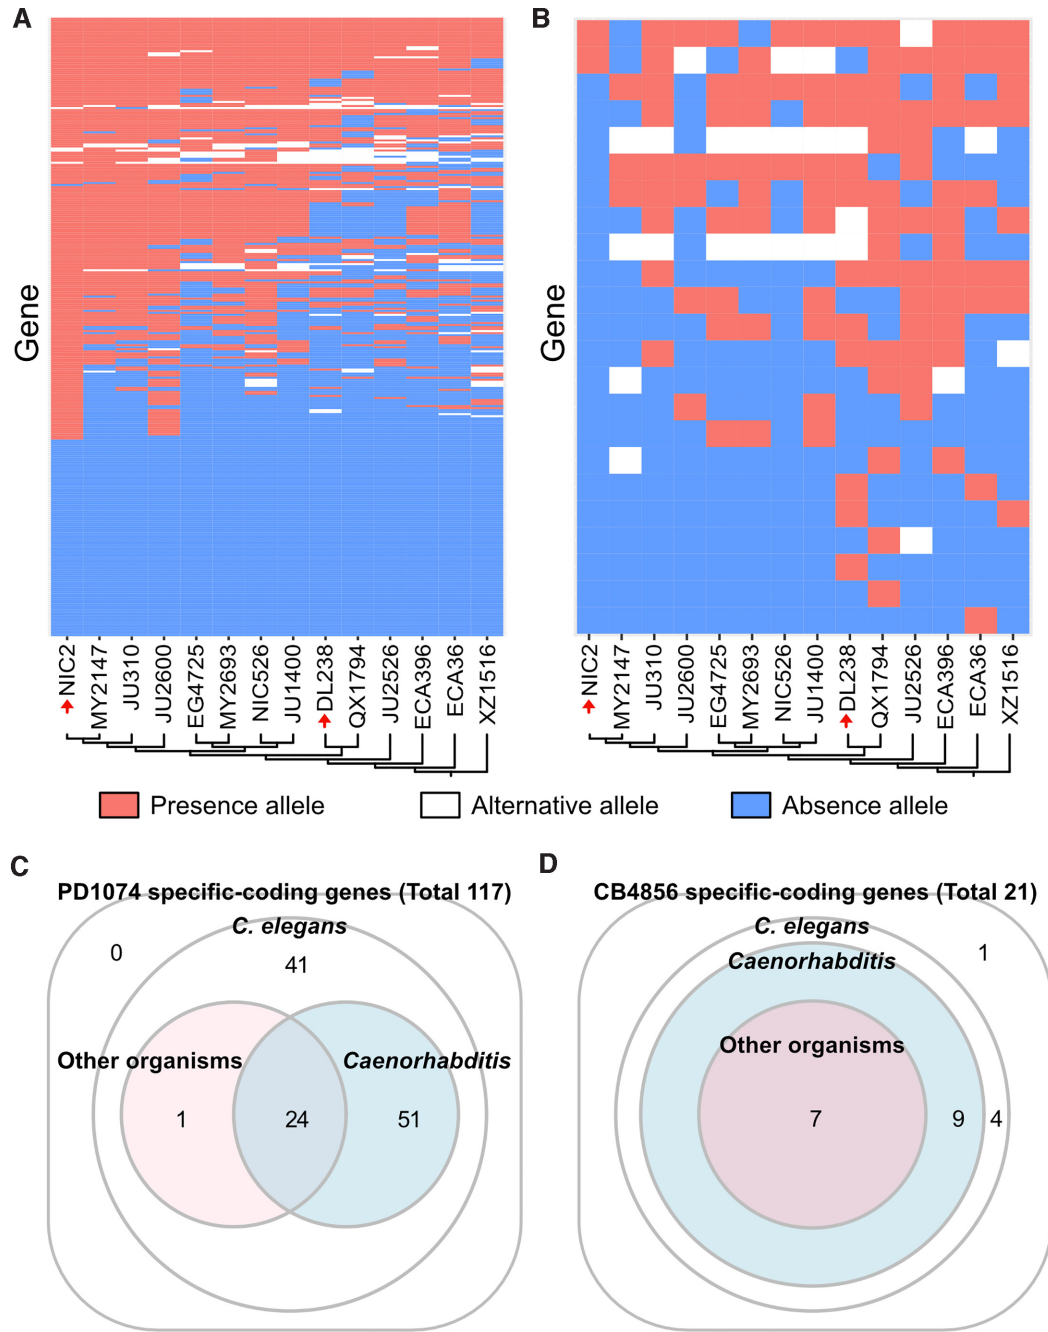 A
B
Gene
Gene
NIC2
MY2147
JU310
JU2600
EG4725
MY2693
NIC526
JU1400
DL238
QX1794
JU2526
ECA396
ECA36
XZ1516
NIC2
MY2147
JU310
JU2600
EG4725
MY2693
NIC526
JU1400
DL238
QX1794
JU2526
ECA396
ECA36
XZ1516
Presence allele
Alternative allele
Absence allele
C
PD1074 specific-coding genes (Total 117)
C. elegans
0
41
Other organisms
Caenorhabditis
1
24
51
D
CB4856 specific-coding genes (Total 21)
C. elegans
1
Caenorhabditis
Other organisms
7
9
4